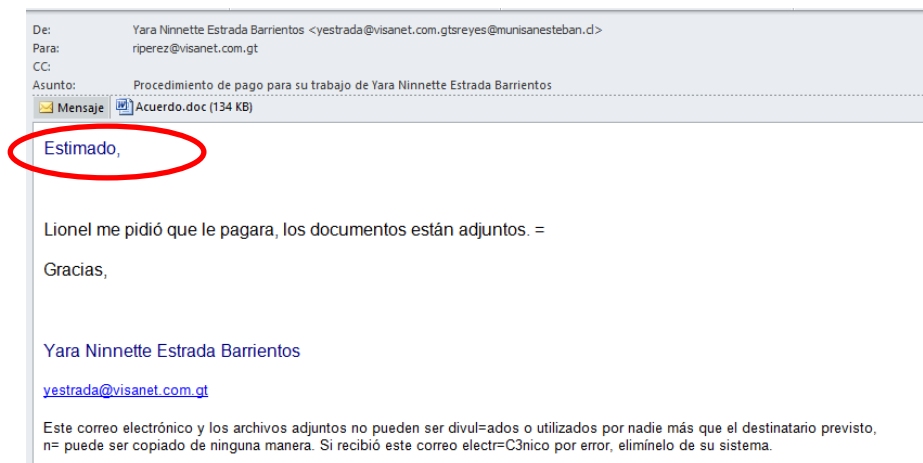 De: Yara Ninnette Estrada Barrientos <yestrada@visanet.com.gtsreyes@munisanesteban.cl>
Para: riperez@visanet.com.gt
CC:
Asunto: Procedimiento de pago para su trabajo de Yara Ninnette Estrada Barrientos
Mensaje Acuerdo.doc (134 KB)
Estimado,
Lionel me pidió que le pagara, los documentos están adjuntos. =
Gracias,
Yara Ninnette Estrada Barrientos
yestrada@visanet.com.gt
Este correo electrónico y los archivos adjuntos no pueden ser divul=ados o utilizados por nadie más que el destinatario previsto,
n= puede ser copiado de ninguna manera. Si recibió este correo electr=C3nico por error, elimínelo de su sistema.